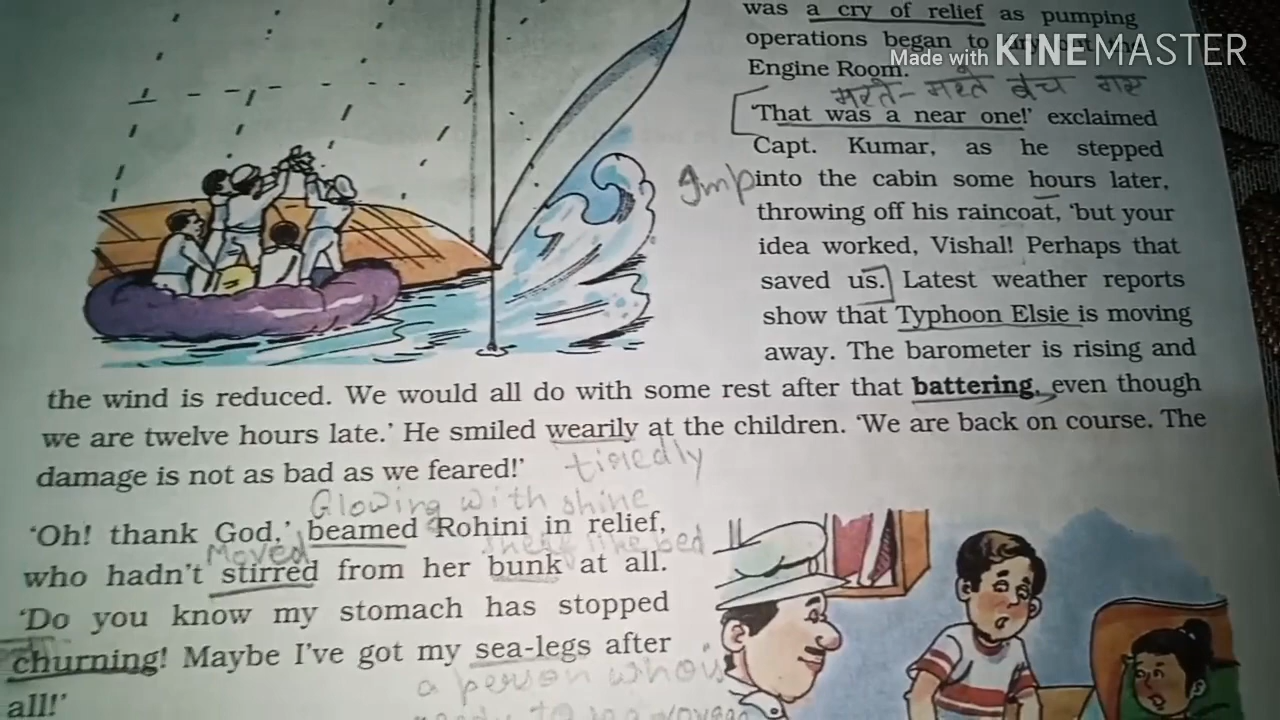 was a cry of relief as pumping
operations began to
Made with KINEMASTER
Engine Room.
मरते-मरते बच गए
'That was a near one!' exclaimed
Capt. Kumar, as he stepped
Imp
into the cabin some hours later,
throwing off his raincoat, 'but your
idea worked, Vishal! Perhaps that
saved us. Latest weather reports
show that Typhoon Elsie is moving
away. The barometer is rising and
the wind is reduced. We would all do with some rest after that battering, even though
we are twelve hours late.' He smiled wearily at the children. 'We are back on course. The
damage is not as bad as we feared!'
tiredly
Glowing with shine
'Oh! thank God,' beamed Rohini in relief,
Moved like bed
who hadn't stirred from her bunk at all.
'Do you know my stomach has stopped
churning! Maybe I've got my sea-legs after
a person who is
all!'